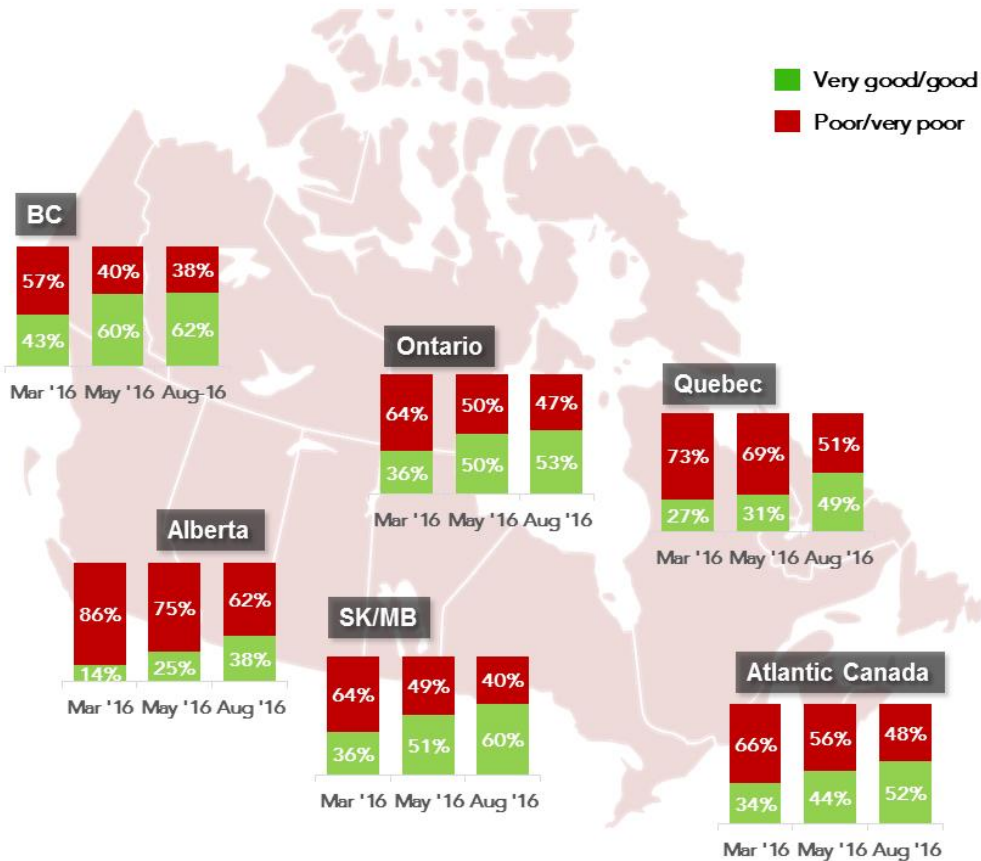 Very good/good
Poor/very poor
BC
57% 40% 38%
43% 60% 62%
Mar '16 May '16 Aug-16
Ontario
64% 50% 47%
36% 50% 53%
Mar '16 May '16 Aug '16
Quebec
73% 69% 51%
27% 31% 49%
Mar '16 May '16 Aug '16
Alberta
86% 75% 62%
14% 25% 38%
Mar '16 May '16 Aug '16
SK/MB
64% 49% 40%
36% 51% 60%
Mar '16 May '16 Aug '16
Atlantic Canada
66% 56% 48%
34% 44% 52%
Mar '16 May '16 Aug '16